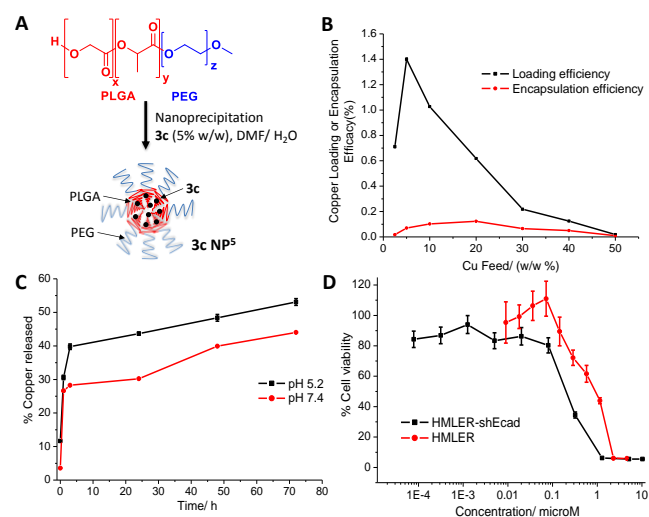 A
H
O
O
O
O
O
O
O
x
y
z
PLGA
PEG
Nanoprecipitation
3c (5% w/w), DMF/ H₂O
PLGA
3c
PEG
3c NP⁵
B
Copper Loading or Encapsulation
Efficacy(%)
1.6
1.4
1.2
1.0
0.8
0.6
0.4
0.2
0.0
Loading efficiency
Encapsulation efficiency
0 10 20 30 40 50
Cu Feed/ (w/w %)
C
% Copper released
60
50
40
30
20
10
0
pH 5.2
pH 7.4
0 10 20 30 40 50 60 70 80
Time/ h
D
% Cell viability
120
100
80
60
40
20
0
HMLER-shEcad
HMLER
1E-4 1E-3 0.01 0.1 1 10
Concentration/ microM